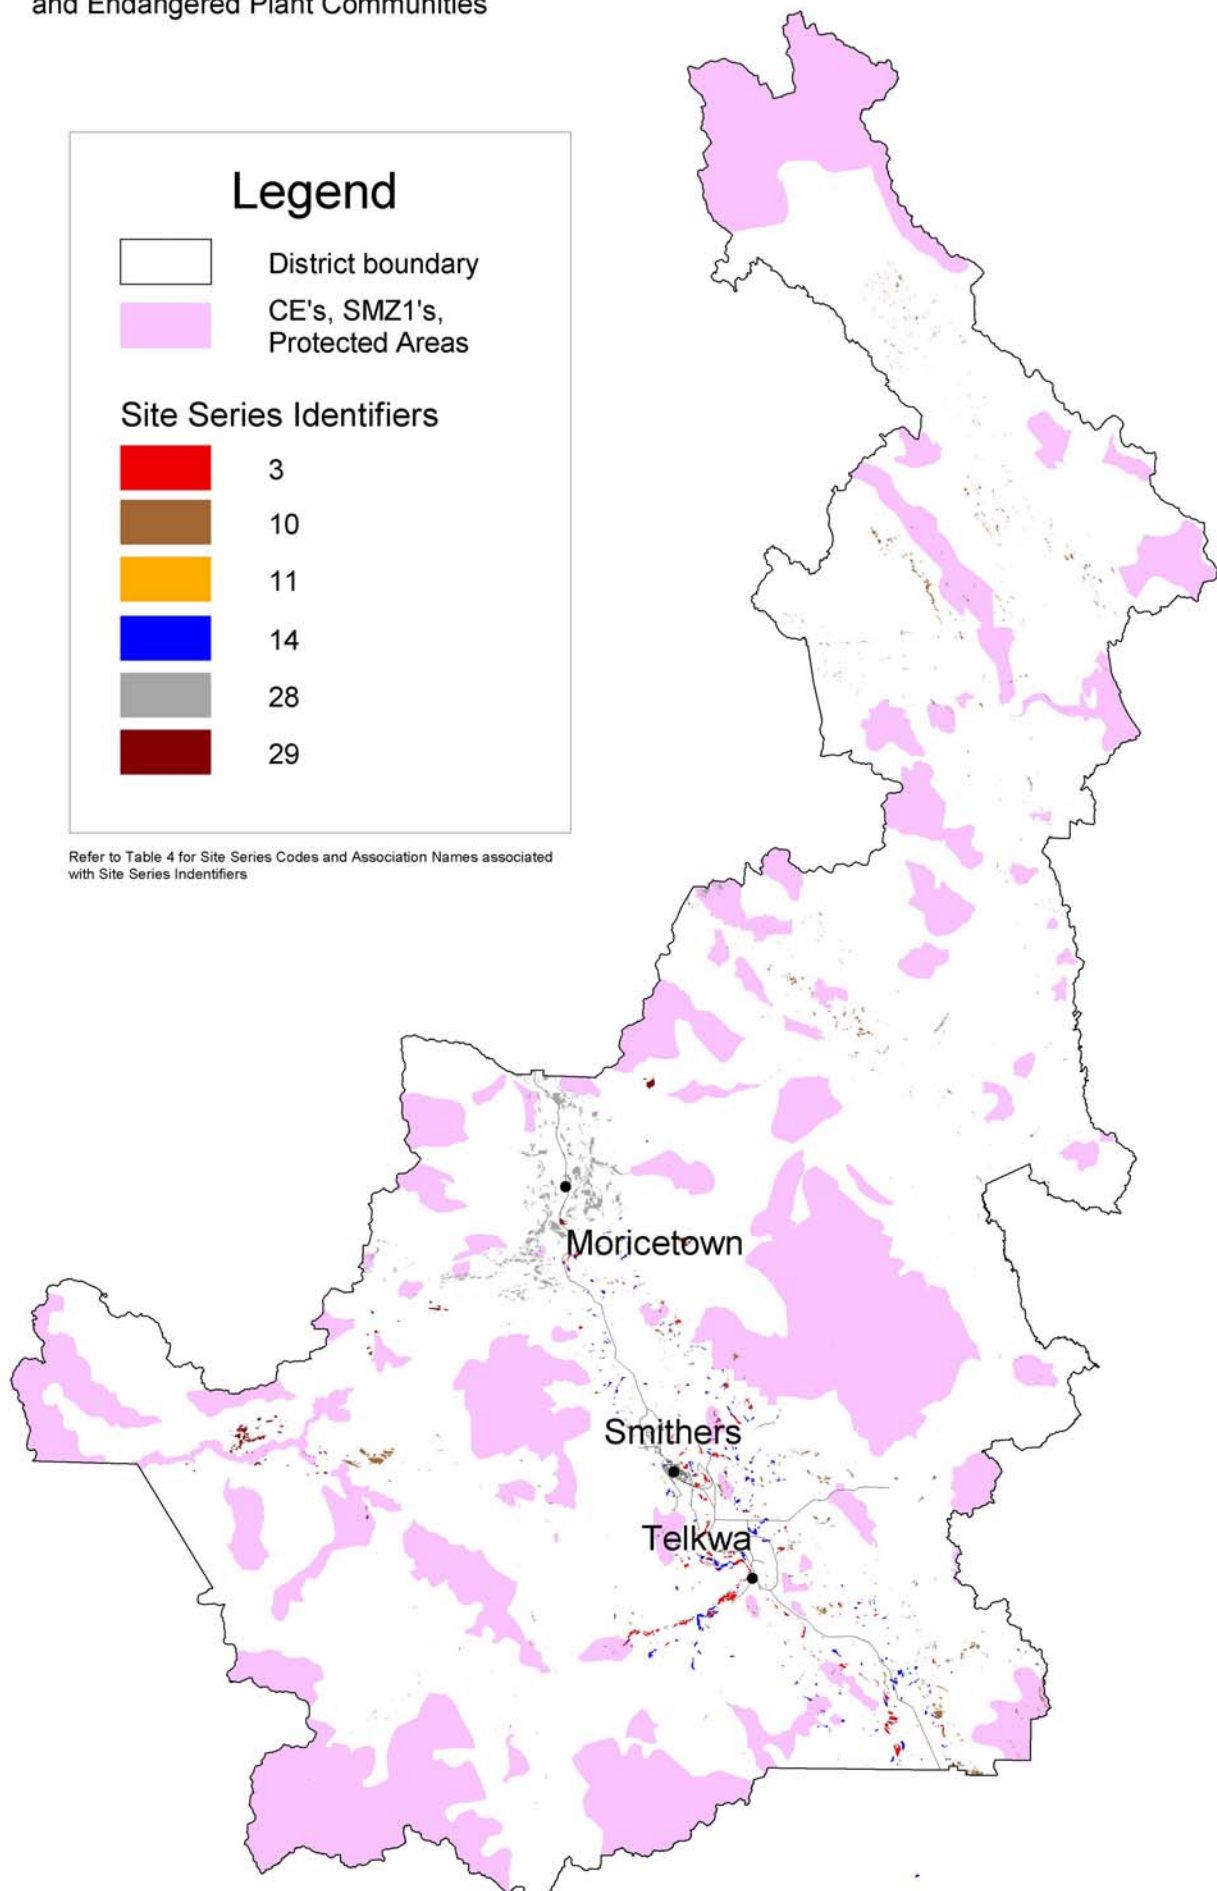 and Endangered Plant Communities
Legend
District boundary
CE's, SMZ1's,
Protected Areas
Site Series Identifiers
3
10
11
14
28
29
Refer to Table 4 for Site Series Codes and Association Names associated
with Site Series Indentifiers
Moricetown
Smithers
Telkwa